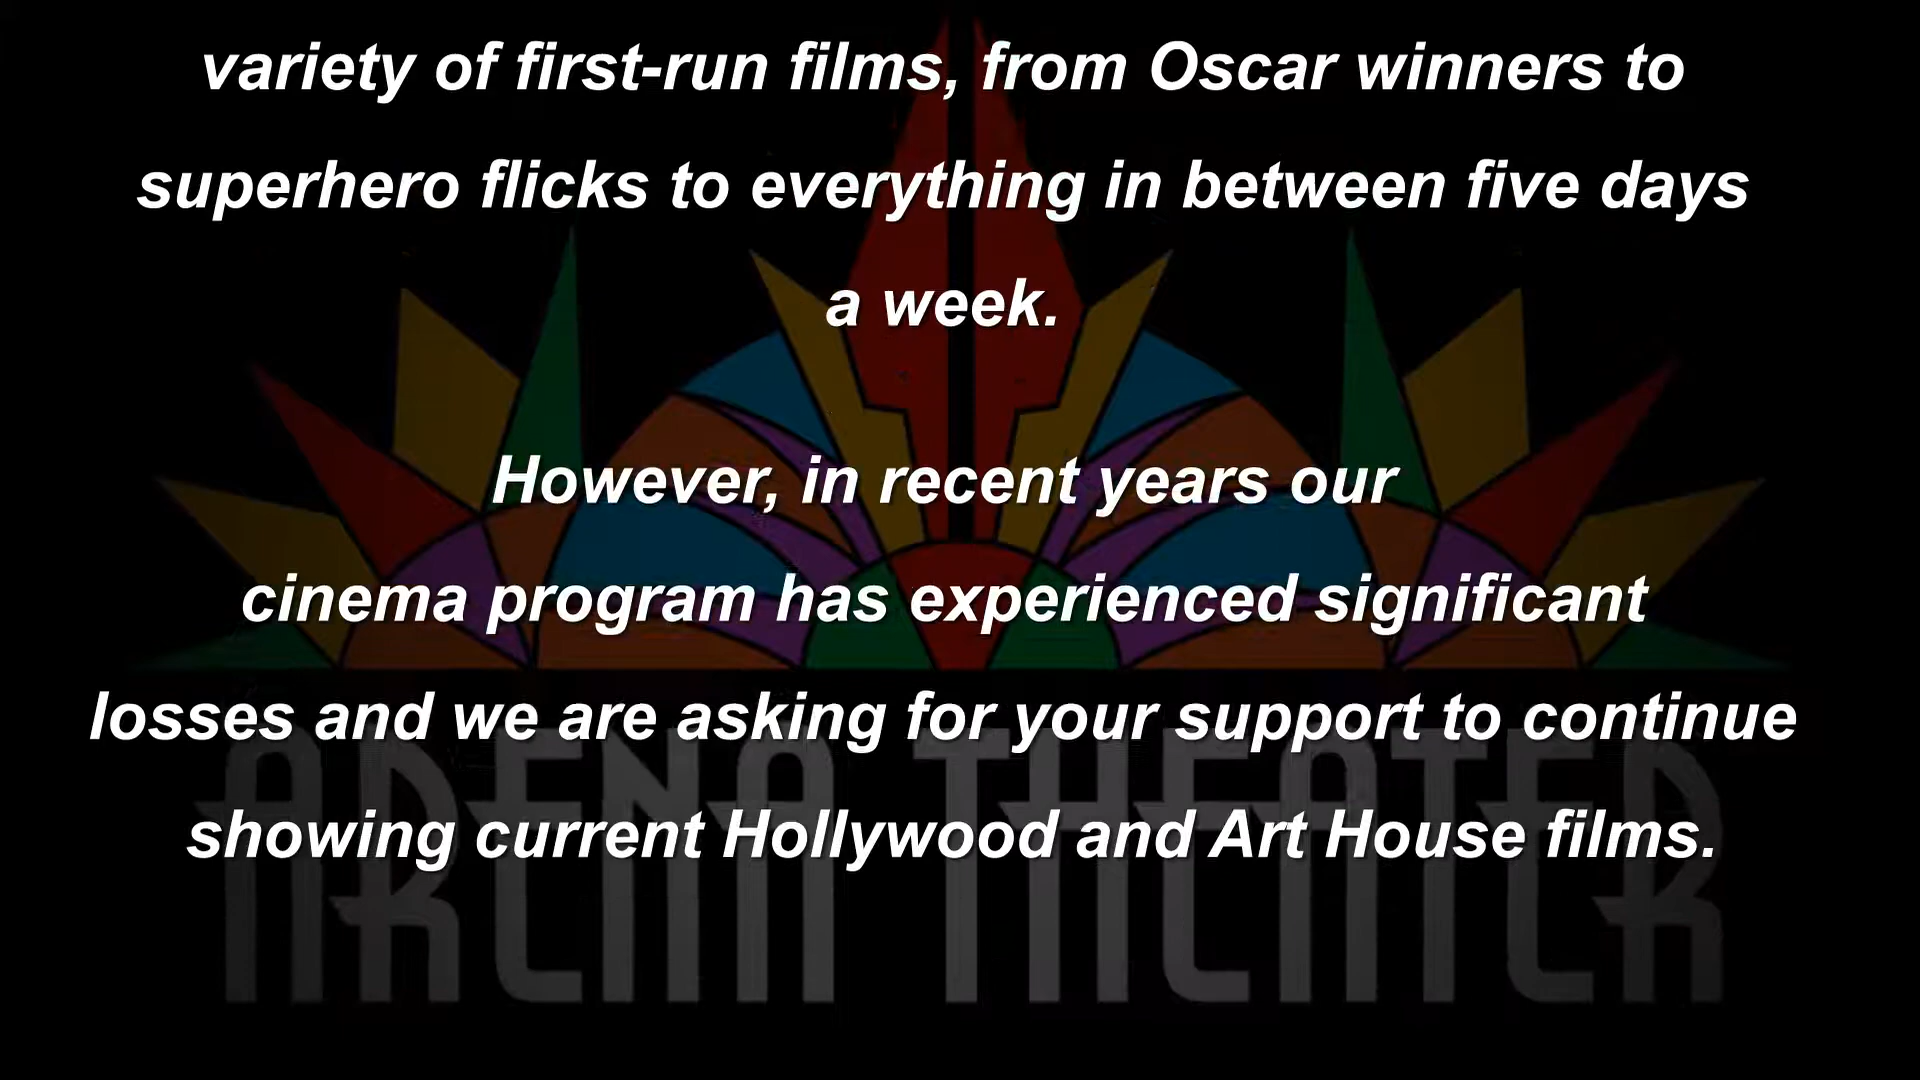 variety of first-run films, from Oscar winners to
superhero flicks to everything in between five days
a week.
However, in recent years our
cinema program has experienced significant
losses and we are asking for your support to continue
showing current Hollywood and Art House films.
ARENA THEATER